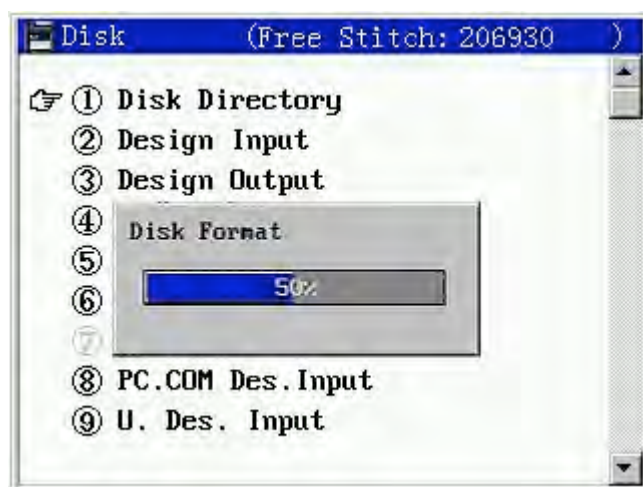 Disk (Free Stitch: 206930 )
① Disk Directory
② Design Input
③ Design Output
④
Disk Format
⑤
50%
⑥
⑦
⑧ PC.COM Des.Input
⑨ U. Des. Input